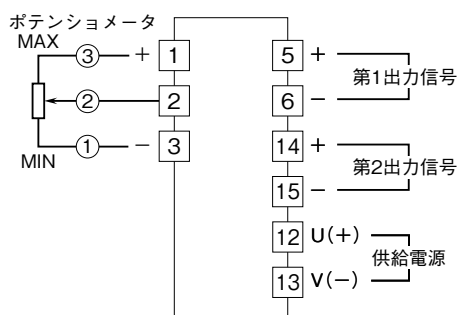 ポテンショメータ
MAX
③ + 1
② 2
① − 3
MIN
5 +
第1出力信号
6 −
14 +
第2出力信号
15 −
12 U(+)
供給電源
13 V(−)